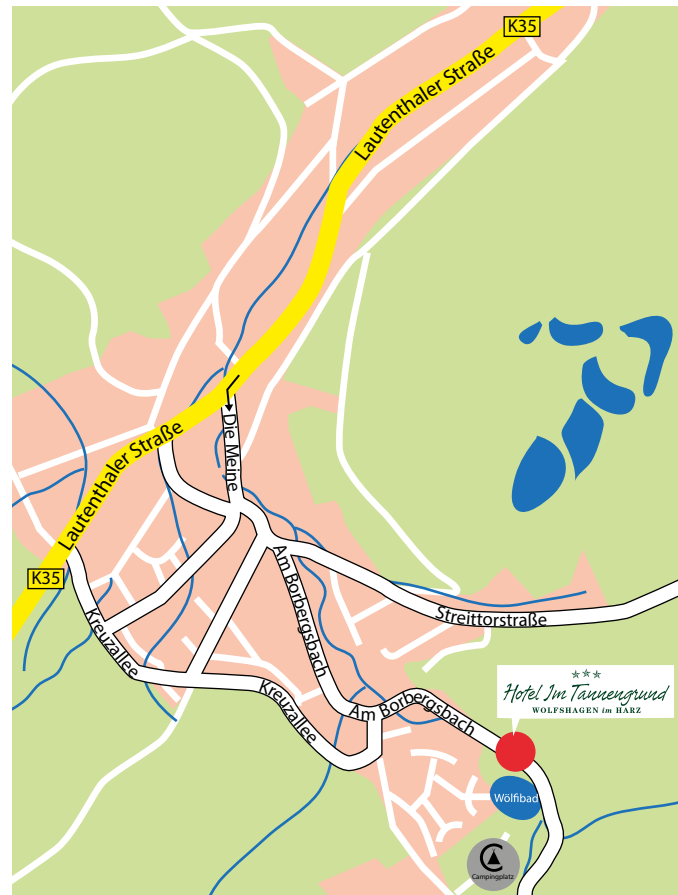 K35
Lautenthaler Straße
Die Meine
Lautenthaler Straße
K35
Am Borbergsbach
Streittorstraße
Kreuzallee
Kreuzallee
Am Borbergsbach
Hotel Im Tannengrund
WOLFSHAGEN im HARZ
Wölfibad
Campingplatz